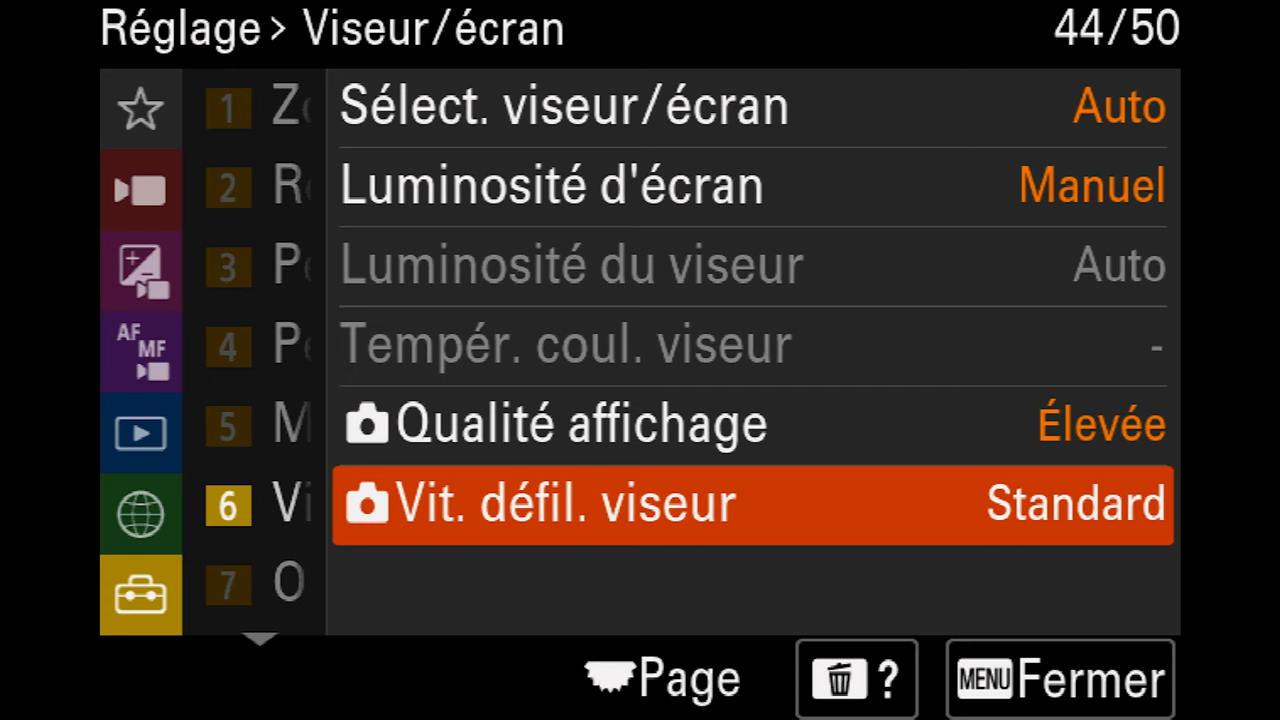 Réglage> Viseur/écran 44/50
1 Sélect. viseur/écran Auto
2 Luminosité d'écran Manuel
3 Luminosité du viseur Auto
AF MF
4 Tempér. coul. viseur -
5 M Qualité affichage Élevée
6 Vi Vit. défil. viseur Standard
7 O
Page ? MENU Fermer